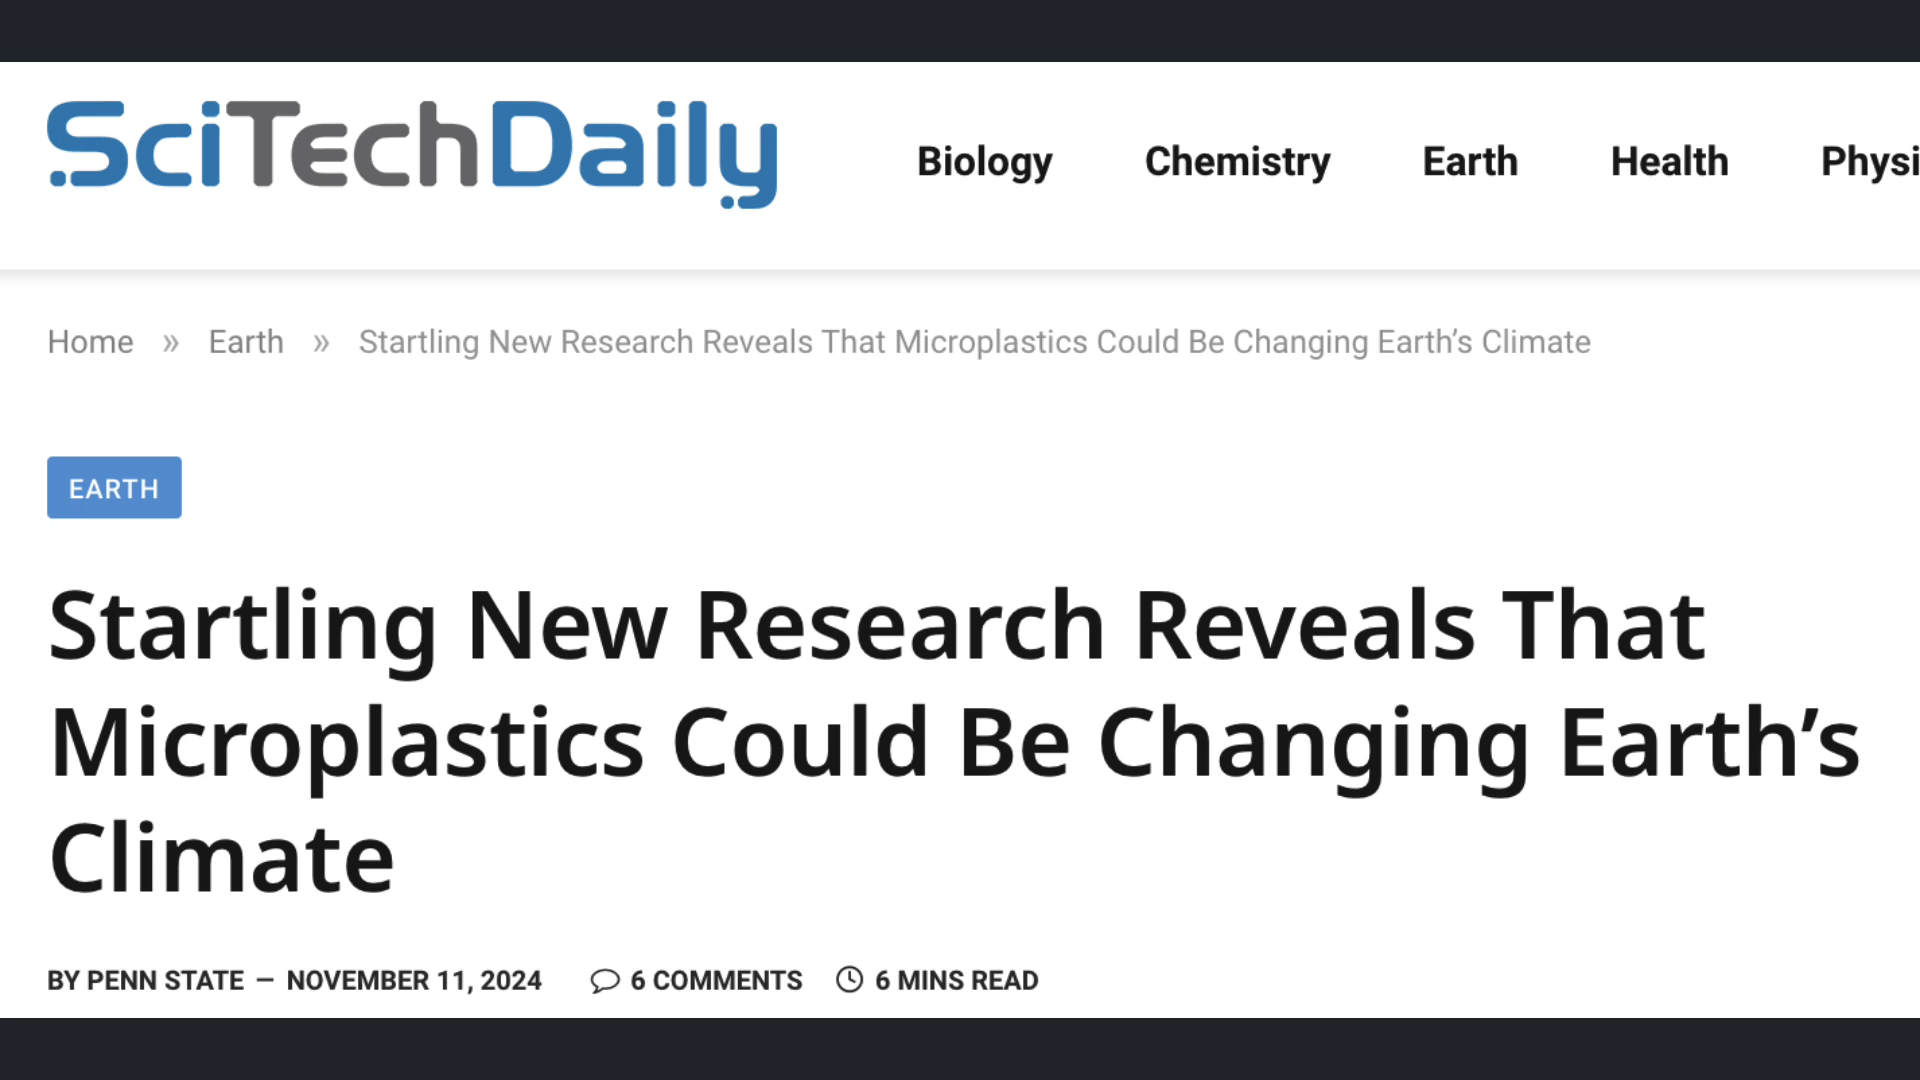 SciTechDaily
Biology Chemistry Earth Health Physi
Home » Earth » Startling New Research Reveals That Microplastics Could Be Changing Earth’s Climate
EARTH
Startling New Research Reveals That
Microplastics Could Be Changing Earth’s
Climate
BY PENN STATE — NOVEMBER 11, 2024 6 COMMENTS 6 MINS READ